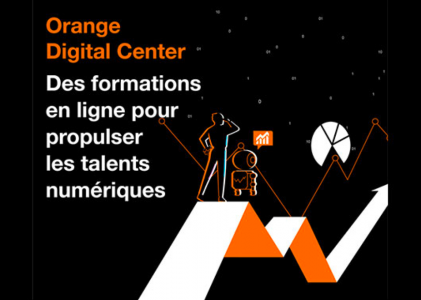 Orange
Digital Center
Des formations
en ligne pour
propulser
les talents
numériques